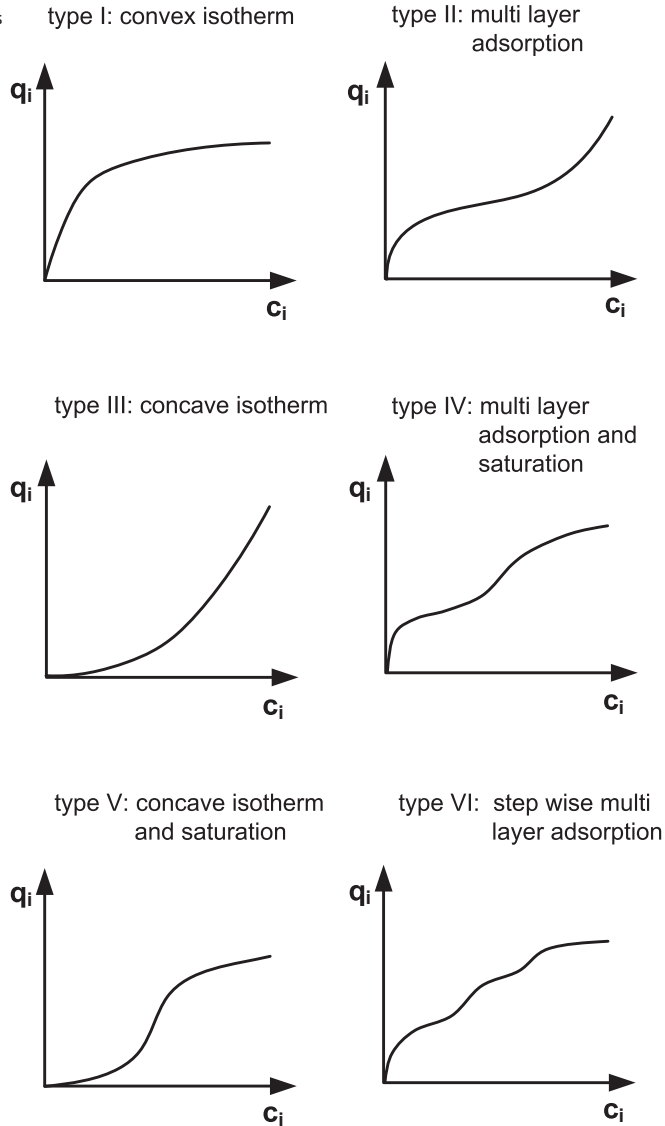 s
type I: convex isotherm
type II: multi layer
adsorption
qi
ci
qi
ci
type III: concave isotherm
type IV: multi layer
adsorption and
saturation
qi
ci
qi
ci
type V: concave isotherm
and saturation
type VI: step wise multi
layer adsorption
qi
ci
qi
ci